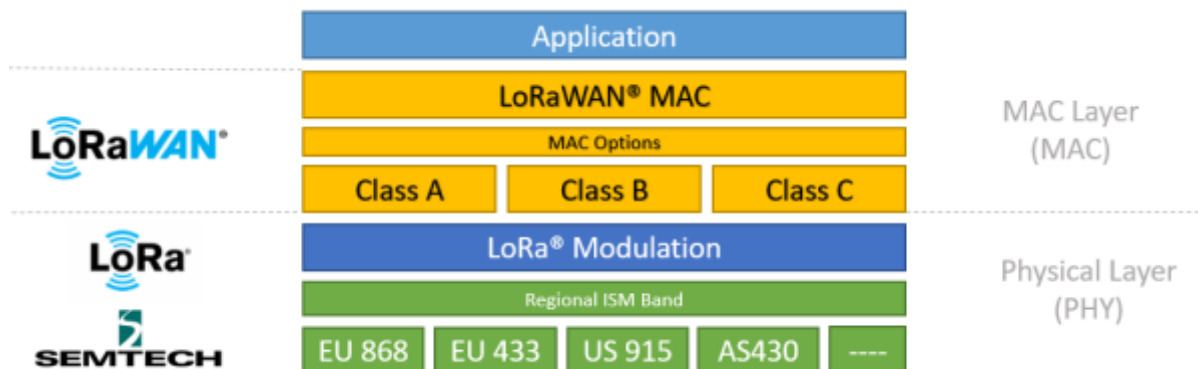 Application
LoRaWAN®
LoRaWAN® MAC
MAC Options
Class A Class B Class C
MAC Layer
(MAC)
LoRa®
SEMTECH
LoRa® Modulation
Regional ISM Band
EU 868 EU 433 US 915 AS430 ----
Physical Layer
(PHY)